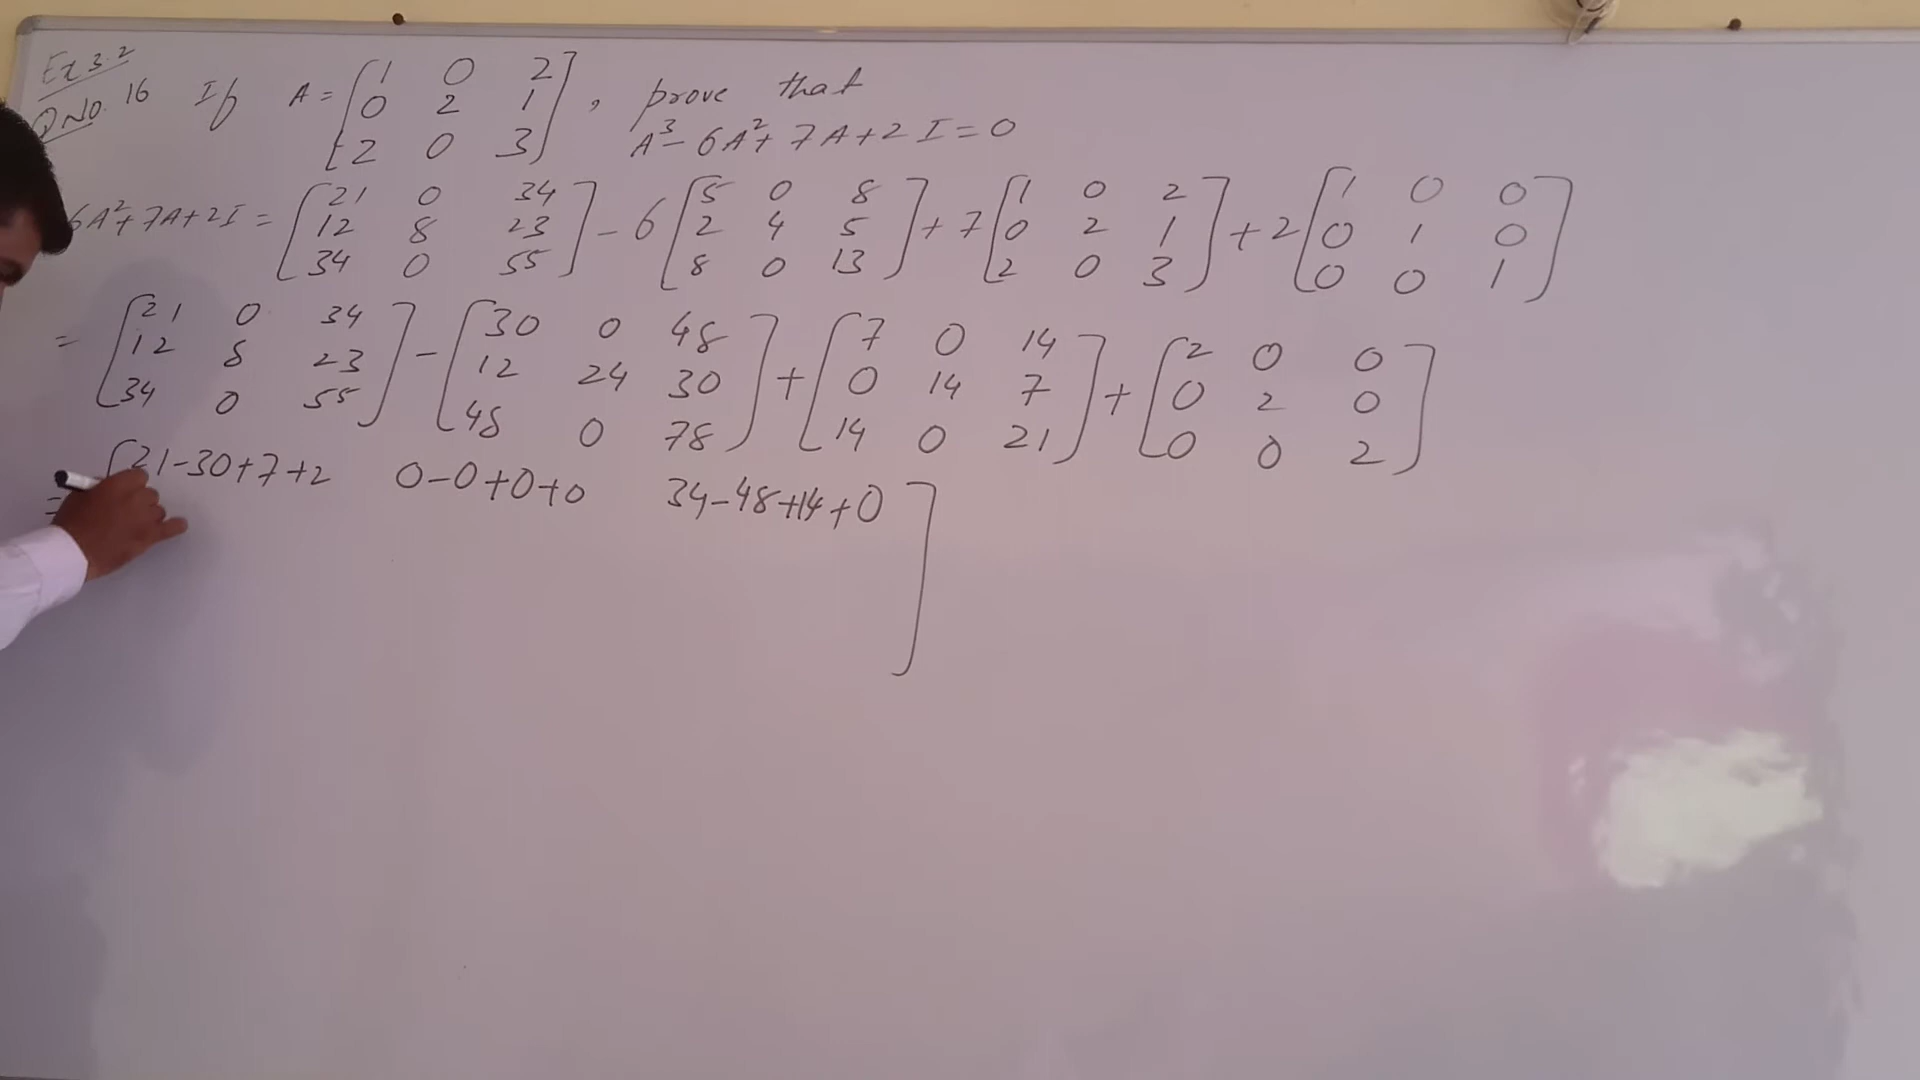 Ex 3.2
Q No. 16 If A = [1 0 2
0 2 1
2 0 3], prove that
A³ - 6A² + 7A + 2I = 0
6A² + 7A + 2I = [21 0 34
12 8 23
34 0 55] - 6 [5 0 8
2 4 5
8 0 13] + 7 [1 0 2
0 2 1
2 0 3] + 2 [1 0 0
0 1 0
0 0 1]
= [21 0 34
12 8 23
34 0 55] - [30 0 48
12 24 30
48 0 78] + [7 0 14
0 14 7
14 0 21] + [2 0 0
0 2 0
0 0 2]
= [21-30+7+2 0-0+0+0 34-48+14+0]